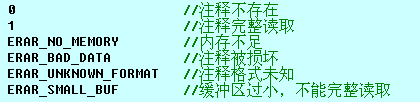 0 //注释不存在
1 //注释完整读取
ERAR_NO_MEMORY //内存不足
ERAR_BAD_DATA //注释被损坏
ERAR_UNKNOWN_FORMAT //注释格式未知
ERAR_SMALL_BUF //缓冲区过小，不能完整读取